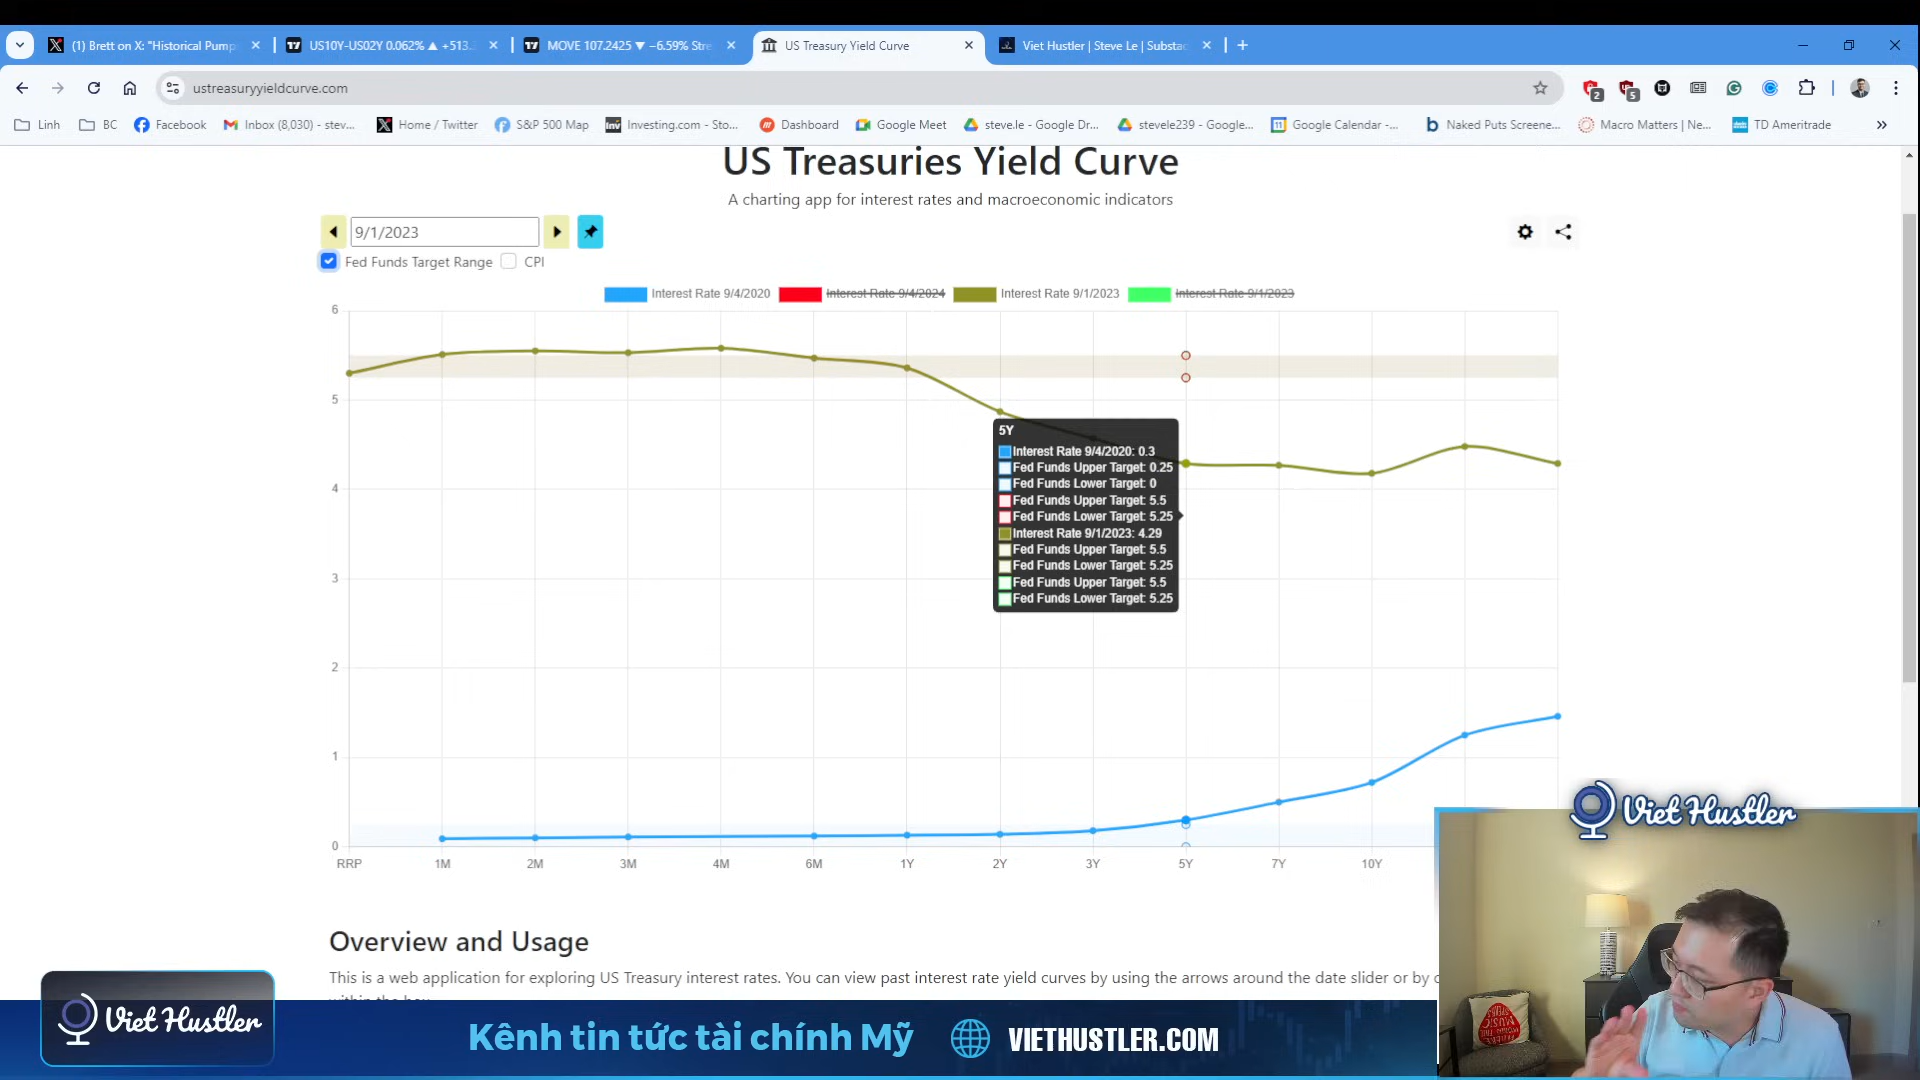 (1) Brett on X: "Historical Pump
US10Y-US02Y 0.062% ▲ +513.
MOVE 107.2425 ▼ −6.59% Stre
US Treasury Yield Curve
Viet Hustler | Steve Le | Substac
ustreasuryyieldcurve.com
2
5
Linh
BC
Facebook
Inbox (8,030) - stev...
Home / Twitter
S&P 500 Map
Investing.com - Sto...
Dashboard
Google Meet
steve.le - Google Dr...
stevele239 - Google...
Google Calendar -...
Naked Puts Screene...
Macro Matters | Ne...
TD Ameritrade
US Treasuries Yield Curve
A charting app for interest rates and macroeconomic indicators
9/1/2023
Fed Funds Target Range
CPI
Interest Rate 9/4/2020
Interest Rate 9/4/2024
Interest Rate 9/1/2023
Interest Rate 9/1/2023
6
5
4
3
2
1
0
5Y
Interest Rate 9/4/2020: 0.3
Fed Funds Upper Target: 0.25
Fed Funds Lower Target: 0
Fed Funds Upper Target: 5.5
Fed Funds Lower Target: 5.25
Interest Rate 9/1/2023: 4.29
Fed Funds Upper Target: 5.5
Fed Funds Lower Target: 5.25
Fed Funds Upper Target: 5.5
Fed Funds Lower Target: 5.25
RRP 1M 2M 3M 4M 6M 1Y 2Y 3Y 5Y 7Y 10Y
Viet Hustler
Overview and Usage
This is a web application for exploring US Treasury interest rates. You can view past interest rate yield curves by using the arrows around the date slider or by c
Viet Hustler
Kênh tin tức tài chính Mỹ
VIETHUSTLER.COM